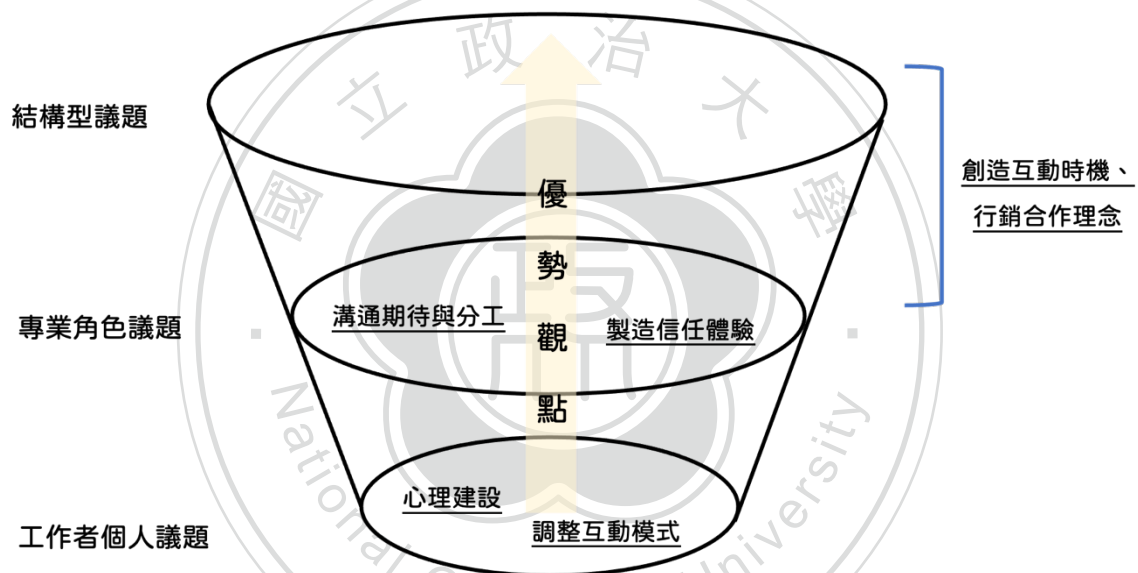 國立政治大學
結構型議題
創造互動時機、
行銷合作理念
優
勢
觀
點
專業角色議題
溝通期待與分工
製造信任體驗
工作者個人議題
心理建設
調整互動模式
National
University